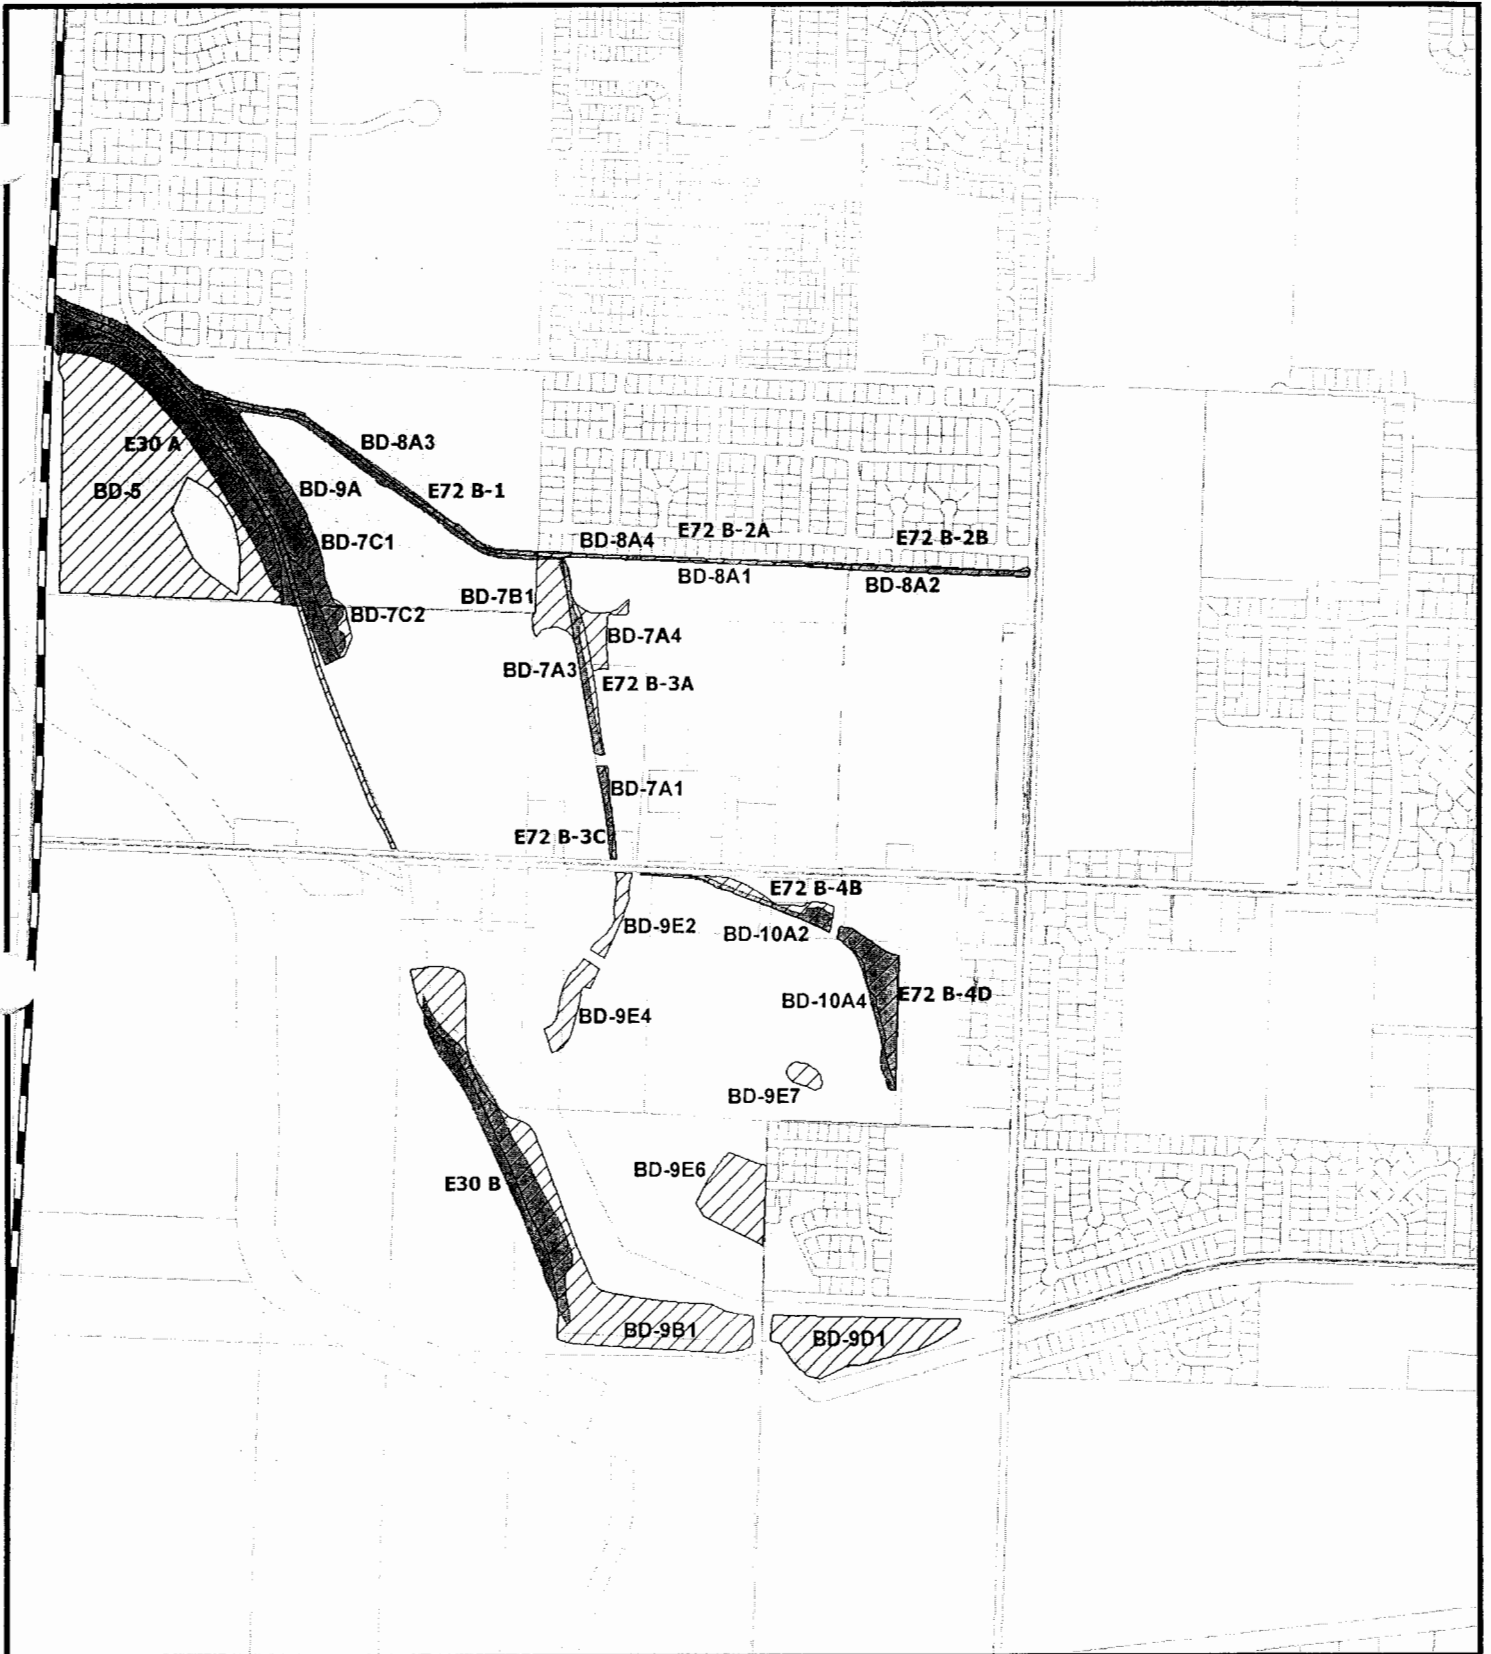 BD-8A3
E30 A
BD-5
BD-9A
E72 B-1
BD-7C1
BD-8A4
E72 B-2A
E72 B-2B
BD-8A1
BD-8A2
BD-7B1
BD-7C2
BD-7A4
BD-7A3
E72 B-3A
BD-7A1
E72 B-3C
E72 B-4B
BD-9E2
BD-10A2
BD-10A4
E72 B-4D
BD-9E4
BD-9E7
BD-9E6
E30 B
BD-9B1
BD-9D1